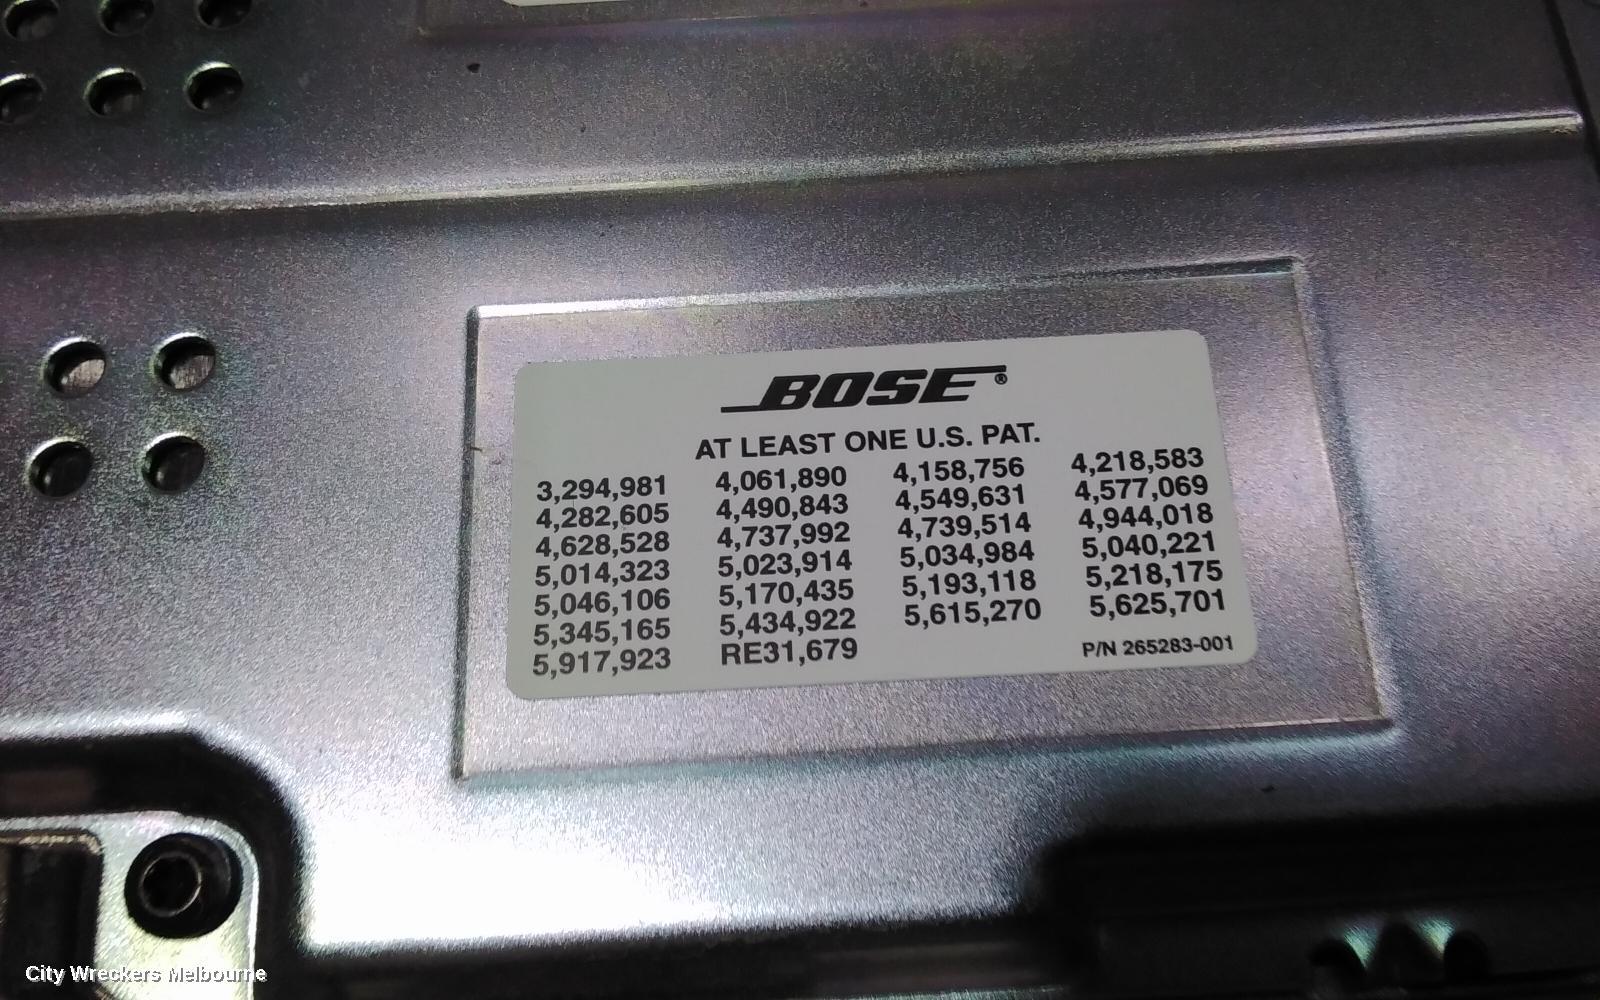 BOSE®
AT LEAST ONE U.S. PAT.
3,294,981 4,061,890 4,158,756 4,218,583
4,282,605 4,490,843 4,549,631 4,577,069
4,628,528 4,737,992 4,739,514 4,944,018
5,014,323 5,023,914 5,034,984 5,040,221
5,046,106 5,170,435 5,193,118 5,218,175
5,345,165 5,434,922 5,615,270 5,625,701
5,917,923 RE31,679 P/N 265283-001
City Wreckers Melbourne